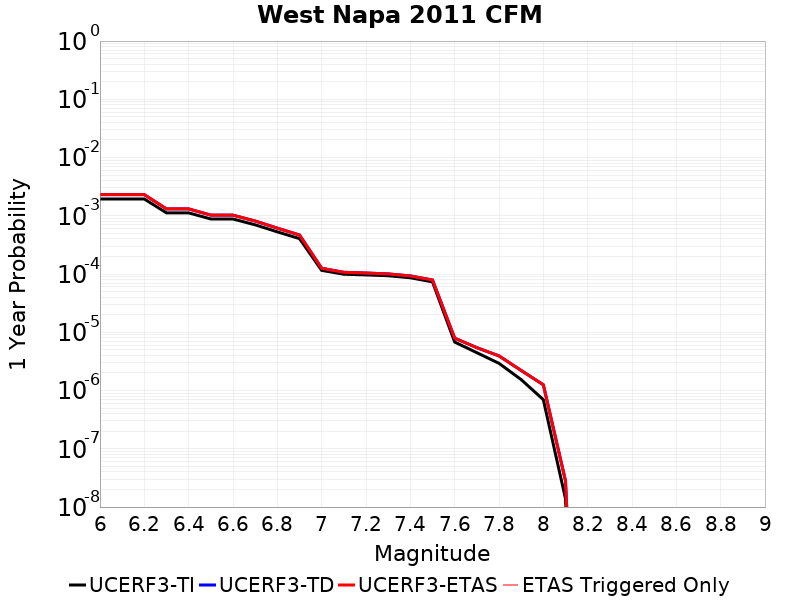 West Napa 2011 CFM
10^0
10^-1
10^-2
10^-3
10^-4
10^-5
10^-6
10^-7
10^-8
1 Year Probability
6 6.2 6.4 6.6 6.8 7 7.2 7.4 7.6 7.8 8 8.2 8.4 8.6 8.8 9
Magnitude
UCERF3-TI UCERF3-TD UCERF3-ETAS ETAS Triggered Only